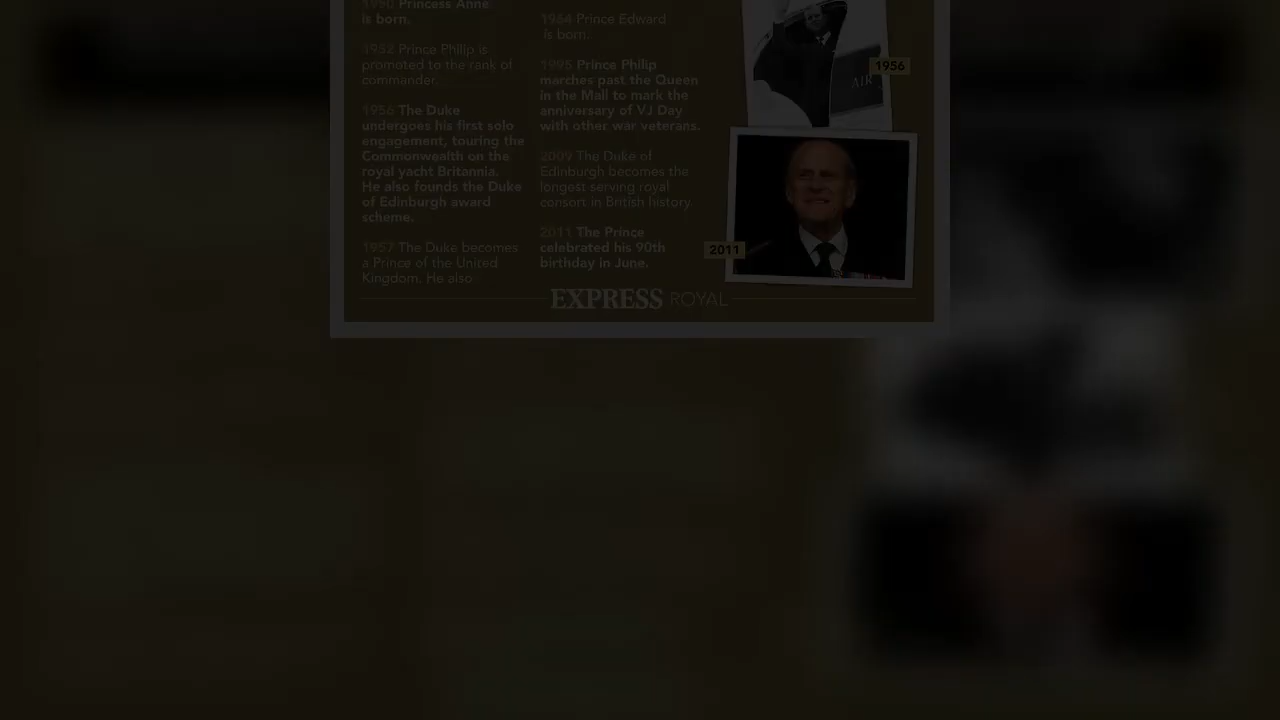 1950 Princess Anne
is born.
1952 Prince Philip is
promoted to the rank of
commander.
1956 The Duke
undergoes his first solo
engagement, touring the
Commonwealth on the
royal yacht Britannia.
He also founds the Duke
of Edinburgh award
scheme.
1957 The Duke becomes
a Prince of the United
Kingdom. He also
1964 Prince Edward
is born.
1995 Prince Philip
marches past the Queen
in the Mall to mark the
anniversary of VJ Day
with other war veterans.
2009 The Duke of
Edinburgh becomes the
longest serving royal
consort in British history.
2011 The Prince
celebrated his 90th
birthday in June.
1956
AIR
2011
EXPRESS ROYAL